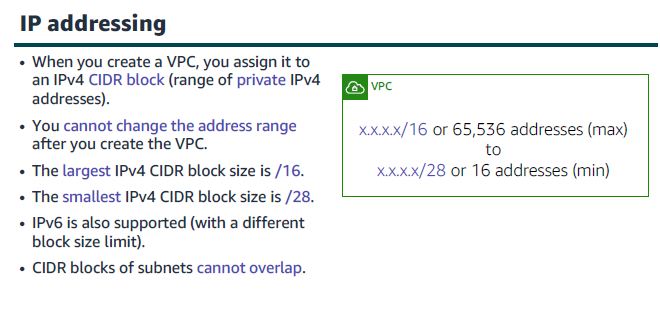 IP addressing
• When you create a VPC, you assign it to
an IPv4 CIDR block (range of private IPv4
addresses).
• You cannot change the address range
after you create the VPC.
• The largest IPv4 CIDR block size is /16.
• The smallest IPv4 CIDR block size is /28.
• IPv6 is also supported (with a different
block size limit).
• CIDR blocks of subnets cannot overlap.
VPC
x.x.x.x/16 or 65,536 addresses (max)
to
x.x.x.x/28 or 16 addresses (min)